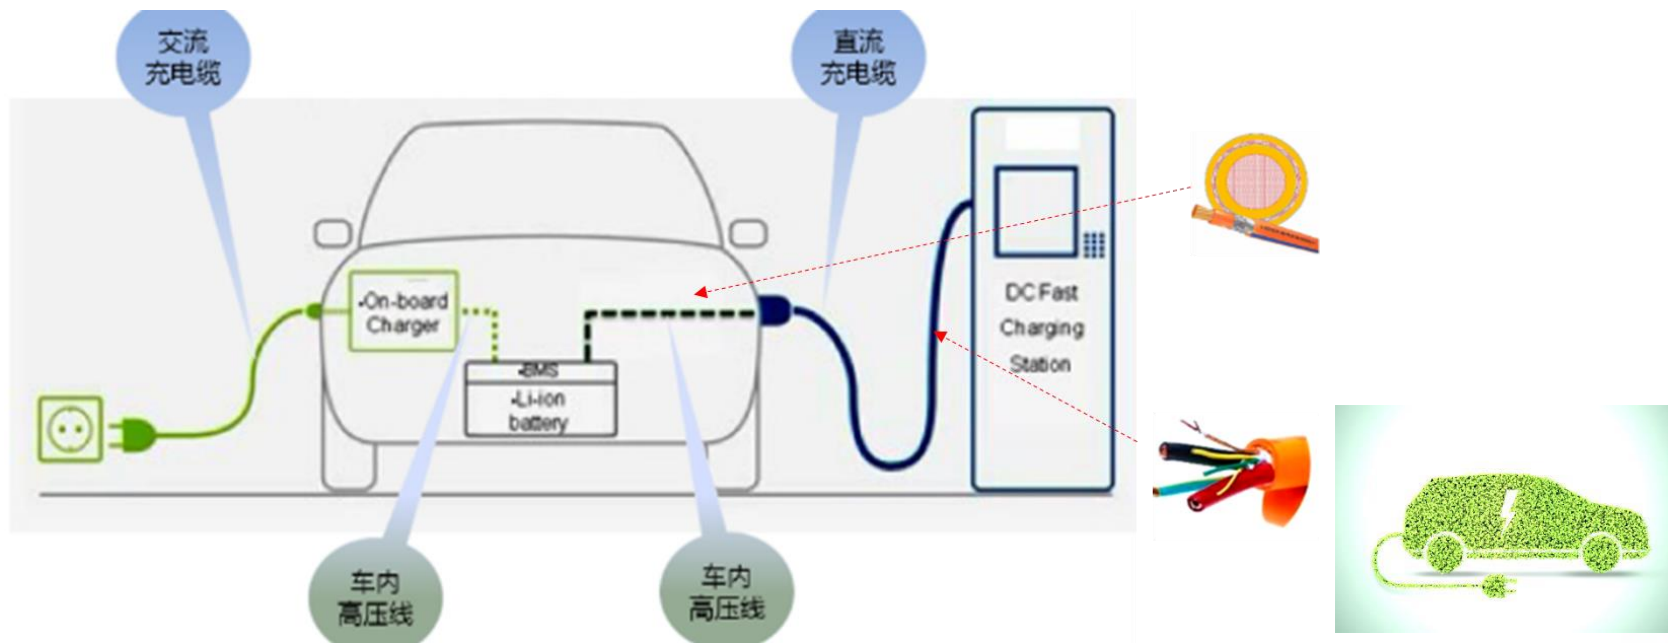 交流
充电缆
直流
充电缆
•On-board
Charger
•BMS
•Li-ion
battery
DC Fast
Charging
Station
车内
高压线
车内
高压线